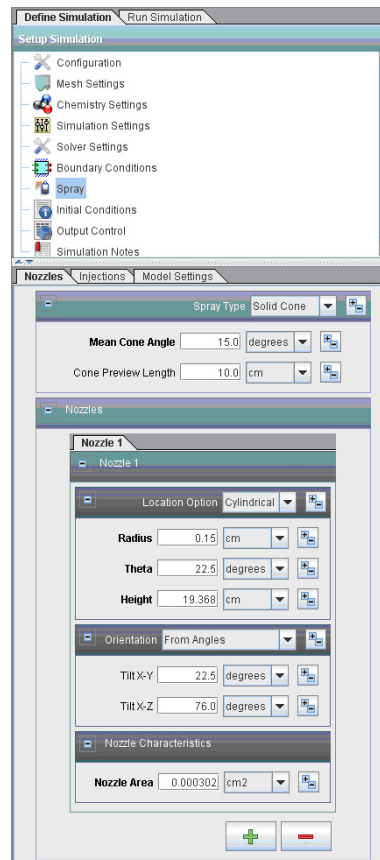 Define Simulation Run Simulation
Setup Simulation
Configuration
Mesh Settings
Chemistry Settings
Simulation Settings
Solver Settings
Boundary Conditions
Spray
Initial Conditions
Output Control
Simulation Notes
Nozzles Injections Model Settings
Spray Type Solid Cone
Mean Cone Angle 15.0 degrees
Cone Preview Length 10.0 cm
Nozzles
Nozzle 1
Nozzle 1
Location Option Cylindrical
Radius 0.15 cm
Theta 22.5 degrees
Height 19.368 cm
Orientation From Angles
Tilt X-Y 22.5 degrees
Tilt X-Z 76.0 degrees
Nozzle Characteristics
Nozzle Area 0.000302 cm2